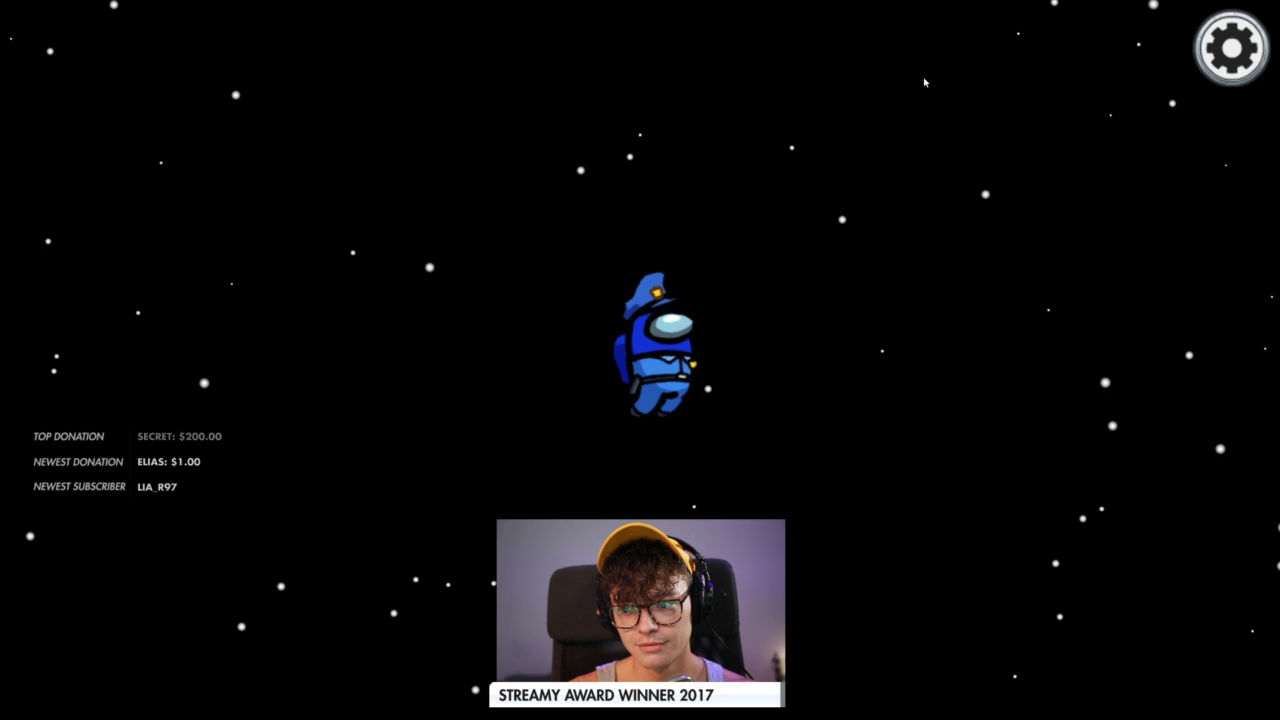 TOP DONATION SECRET: $200.00
NEWEST DONATION ELIAS: $1.00
NEWEST SUBSCRIBER LIA_R97
STREAMY AWARD WINNER 2017